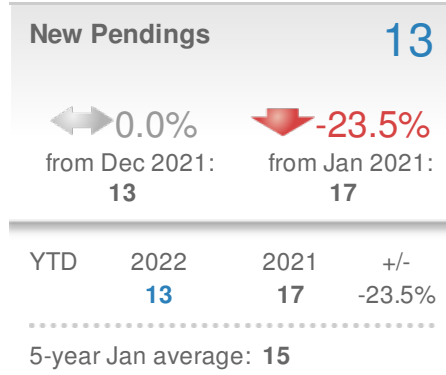 New Pendings 13
0.0% -23.5%
from Dec 2021: from Jan 2021:
13 17
YTD 2022 2021 +/-
13 17 -23.5%
5-year Jan average: 15